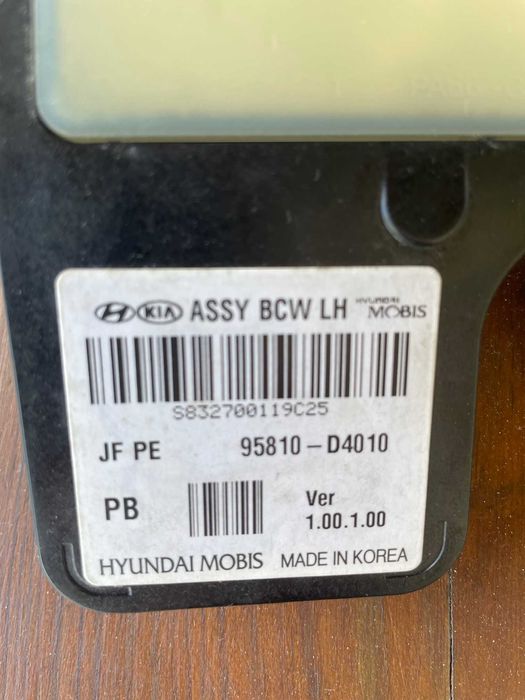 KIA ASSY BCW LH HYUNDAI MOBIS
S832700119C25
JF PE 95810-D4010
PB Ver 1.00.1.00
HYUNDAI MOBIS MADE IN KOREA